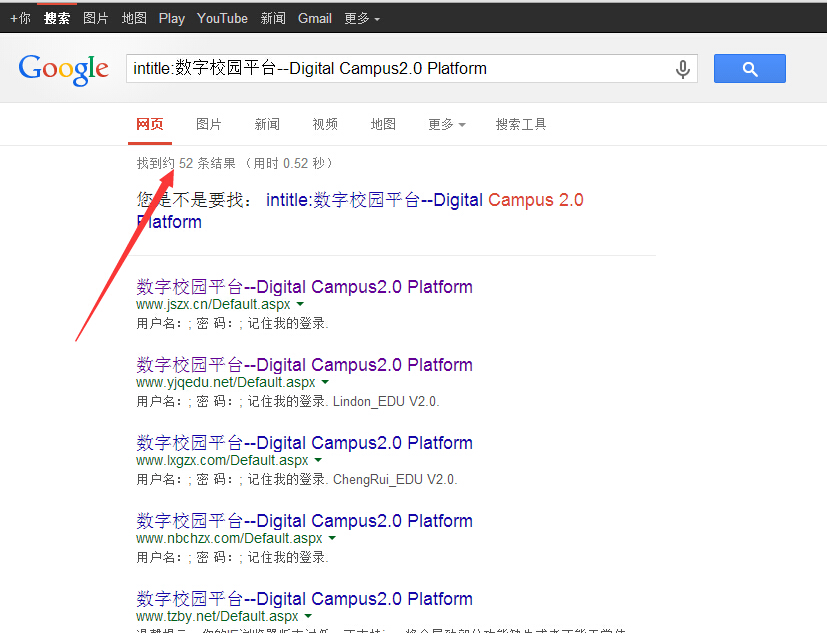 +你 搜索 图片 地图 Play YouTube 新闻 Gmail 更多
Google intitle:数字校园平台--Digital Campus2.0 Platform
网页 图片 新闻 视频 地图 更多 搜索工具
找到约 52 条结果 （用时 0.52 秒）
您是不是要找： intitle:数字校园平台--Digital Campus 2.0
Platform
数字校园平台--Digital Campus2.0 Platform
www.jszx.cn/Default.aspx
用户名: ; 密 码: ; 记住我的登录.
数字校园平台--Digital Campus2.0 Platform
www.yjqedu.net/Default.aspx
用户名: ; 密 码: ; 记住我的登录. Lindon_EDU V2.0.
数字校园平台--Digital Campus2.0 Platform
www.lxgzx.com/Default.aspx
用户名: ; 密 码: ; 记住我的登录. ChengRui_EDU V2.0.
数字校园平台--Digital Campus2.0 Platform
www.nbchzx.com/Default.aspx
用户名: ; 密 码: ; 记住我的登录.
数字校园平台--Digital Campus2.0 Platform
www.tzby.net/Default.aspx